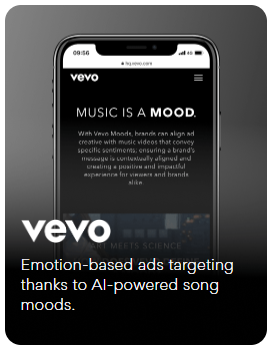 09:56
4G
hq.vevo.com
vevo
MUSIC IS A MOOD.
With Vevo Moods, brands can align ad
creative with music videos that convey
specific sentiments; ensuring a brand's
message is contextually aligned and
creating a positive and impactful
experience for viewers and brands
alike.
ART MEETS SCIENCE
vevo
Emotion-based ads targeting
thanks to AI-powered song
moods.